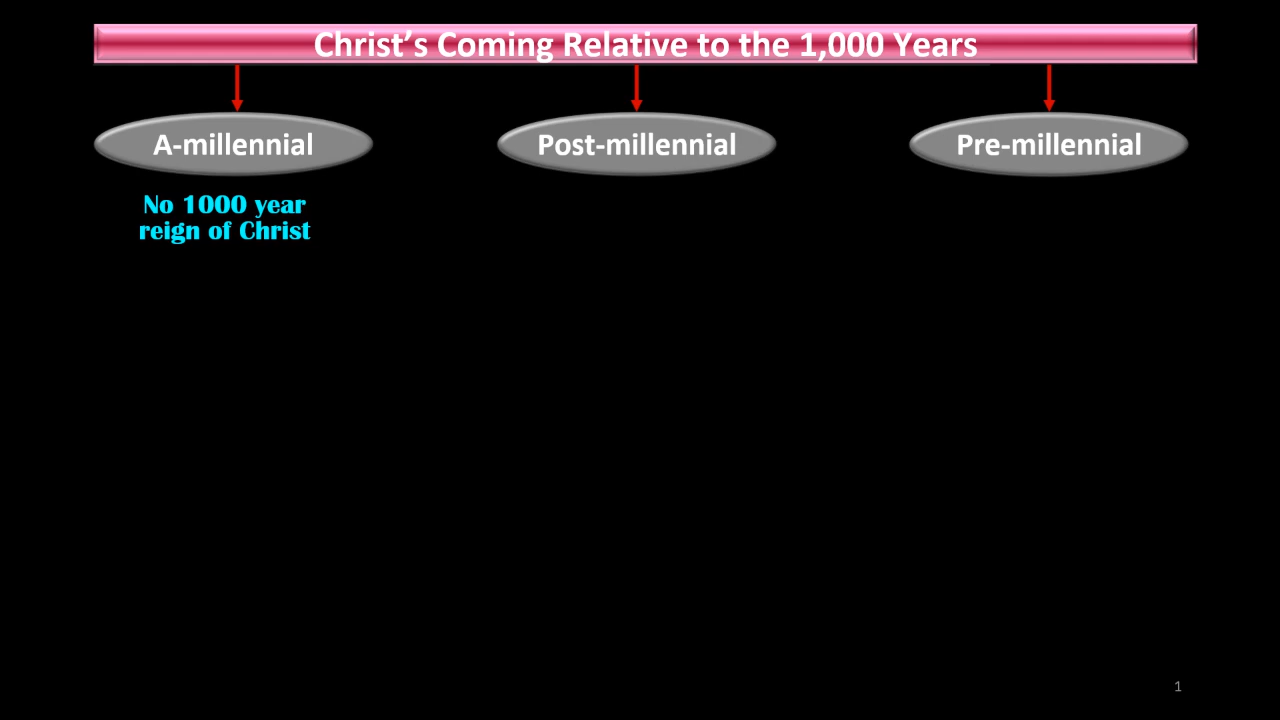 Christ’s Coming Relative to the 1,000 Years
A-millennial
Post-millennial
Pre-millennial
No 1000 year
reign of Christ
1